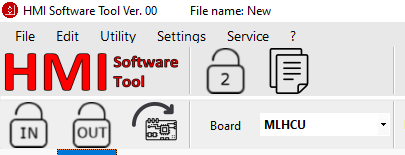 HMI Software Tool Ver. 00 File name: New
File Edit Utility Settings Service ?
HMI Software Tool
2
IN OUT Board MLHCU